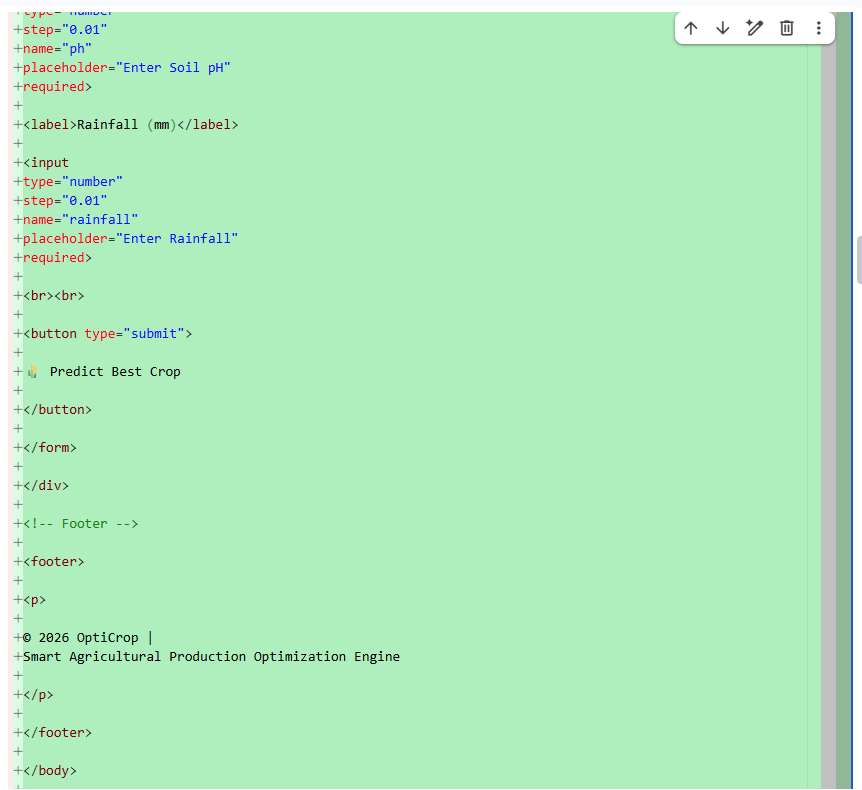 type="number"
+step="0.01"
+name="ph"
+placeholder="Enter Soil pH"
+required>
+
+<label>Rainfall (mm)</label>
+
+<input
+type="number"
+step="0.01"
+name="rainfall"
+placeholder="Enter Rainfall"
+required>
+
+<br><br>
+
+<button type="submit">
+
+🌾 Predict Best Crop
+
+</button>
+
+</form>
+
+</div>
+
+<!-- Footer -->
+
+<footer>
+
+<p>
+
+© 2026 OptiCrop |
+Smart Agricultural Production Optimization Engine
+
+</p>
+
+</footer>
+
+</body>
+